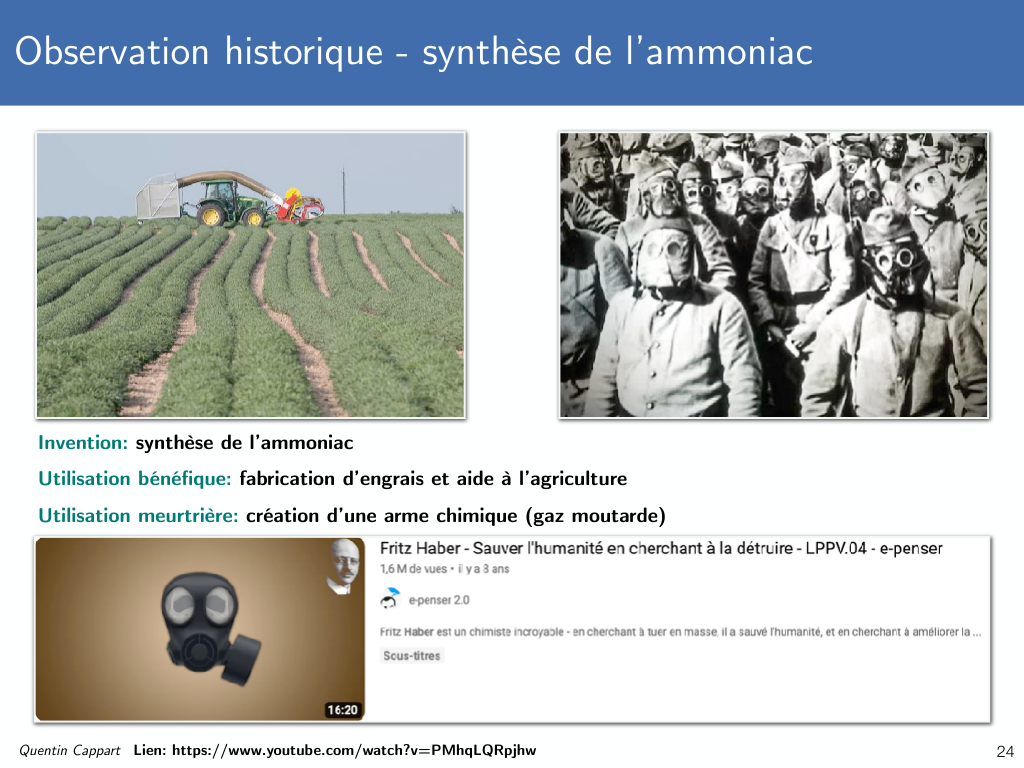 Observation historique - synthèse de l'ammoniac
Invention: synthèse de l'ammoniac
Utilisation bénéfique: fabrication d'engrais et aide à l'agriculture
Utilisation meurtrière: création d'une arme chimique (gaz moutarde)
16:20
Fritz Haber - Sauver l'humanité en cherchant à la détruire - LPPV.04 - e-penser
1,6 M de vues • il y a 8 ans
e-penser 2.0
Fritz Haber est un chimiste incroyable - en cherchant à tuer en masse, il a sauvé l'humanité, et en cherchant à améliorer la ...
Sous-titres
Quentin Cappart Lien: https://www.youtube.com/watch?v=PMhqLQRpjhw
24